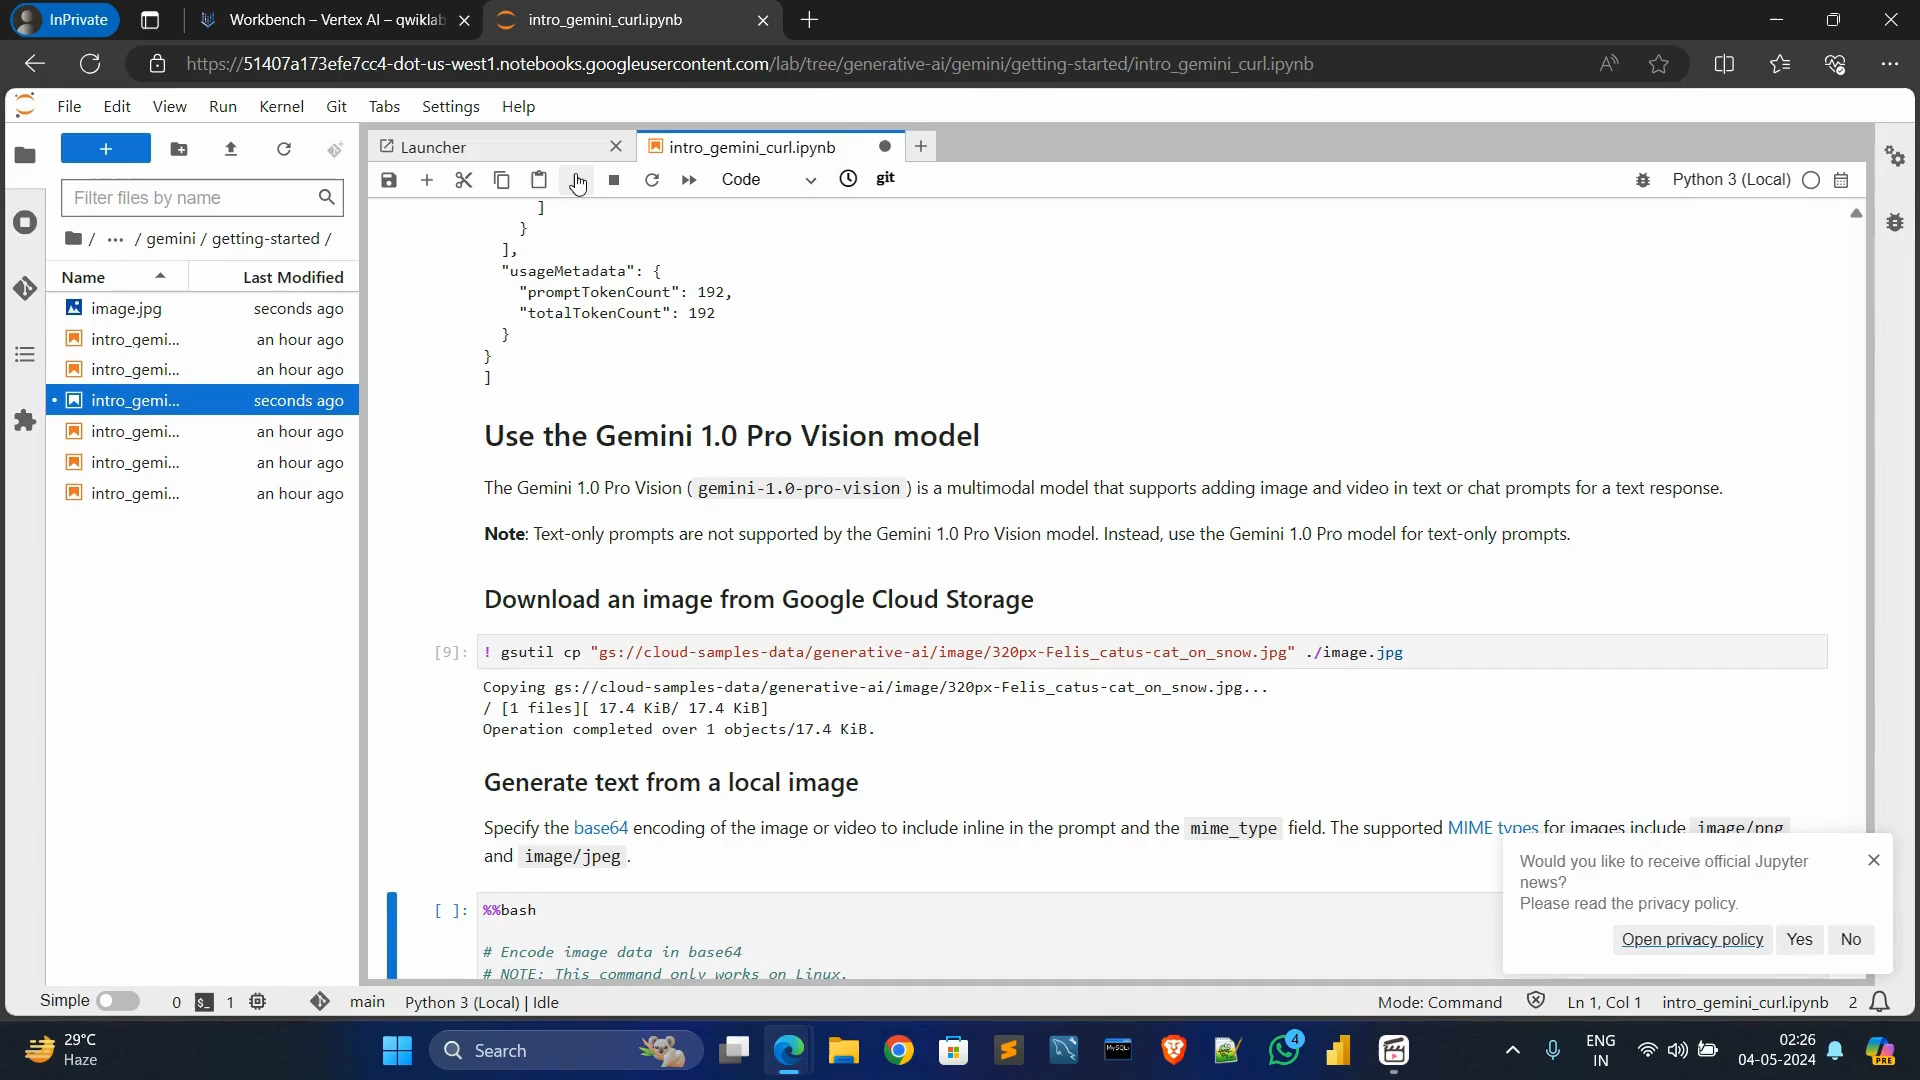 InPrivate
Workbench – Vertex AI – qwiklab
intro_gemini_curl.ipynb
https://51407a173efe7cc4-dot-us-west1.notebooks.googleusercontent.com/lab/tree/generative-ai/gemini/getting-started/intro_gemini_curl.ipynb
File Edit View Run Kernel Git Tabs Settings Help
Launcher
intro_gemini_curl.ipynb
Code
git
Python 3 (Local)
Filter files by name
/ ··· / gemini / getting-started /
Name Last Modified
image.jpg seconds ago
intro_gemi... an hour ago
intro_gemi... an hour ago
intro_gemi... seconds ago
intro_gemi... an hour ago
intro_gemi... an hour ago
intro_gemi... an hour ago
]
}
],
"usageMetadata": {
"promptTokenCount": 192,
"totalTokenCount": 192
}
}
]
Use the Gemini 1.0 Pro Vision model
The Gemini 1.0 Pro Vision ( gemini-1.0-pro-vision ) is a multimodal model that supports adding image and video in text or chat prompts for a text response.
Note: Text-only prompts are not supported by the Gemini 1.0 Pro Vision model. Instead, use the Gemini 1.0 Pro model for text-only prompts.
Download an image from Google Cloud Storage
[9]: ! gsutil cp "gs://cloud-samples-data/generative-ai/image/320px-Felis_catus-cat_on_snow.jpg" ./image.jpg
Copying gs://cloud-samples-data/generative-ai/image/320px-Felis_catus-cat_on_snow.jpg...
/ [1 files][ 17.4 KiB/ 17.4 KiB]
Operation completed over 1 objects/17.4 KiB.
Generate text from a local image
Specify the base64 encoding of the image or video to include inline in the prompt and the mime_type field. The supported MIME types for images include image/png
and image/jpeg .
[ ]: %%bash
# Encode image data in base64
# NOTE: This command only works on Linux.
Would you like to receive official Jupyter
news?
Please read the privacy policy.
Open privacy policy Yes No
Simple 0 1 main Python 3 (Local) | Idle Mode: Command Ln 1, Col 1 intro_gemini_curl.ipynb 2
29°C
Haze
Search
MySQL
4
ENG
IN
02:26
04-05-2024
PRE